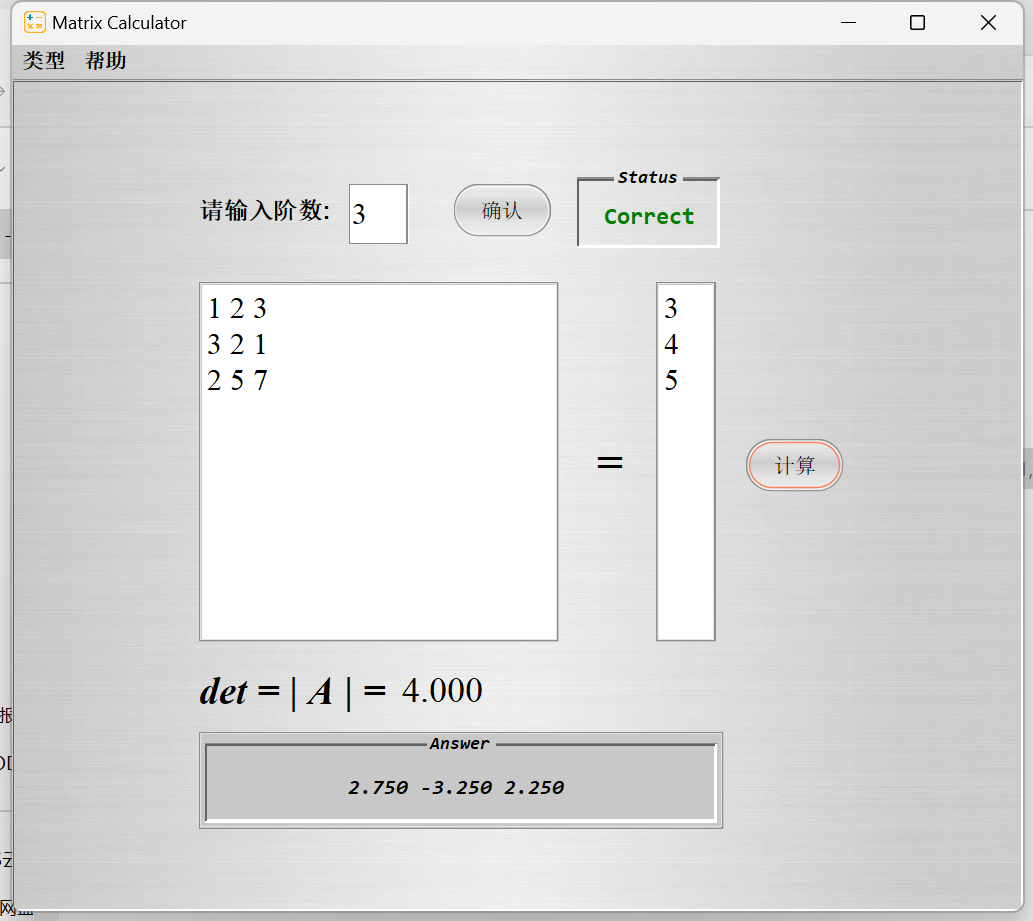 Matrix Calculator
类型 帮助
Status
请输入阶数: 3 确认 Correct
1 2 3 3
3 2 1 4
2 5 7 5
= 计算
det = | A | = 4.000
Answer
2.750 -3.250 2.250